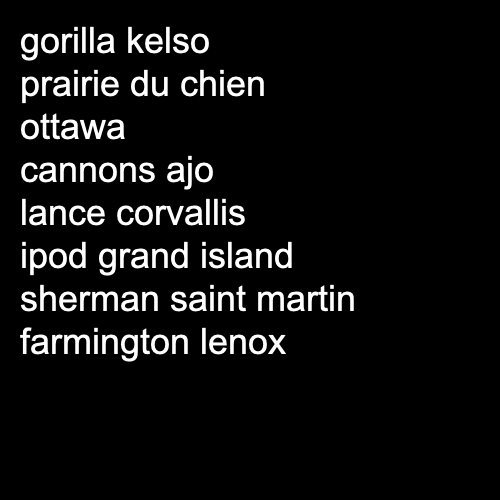 gorilla kelso
prairie du chien
ottawa
cannons ajo
lance corvallis
ipod grand island
sherman saint martin
farmington lenox